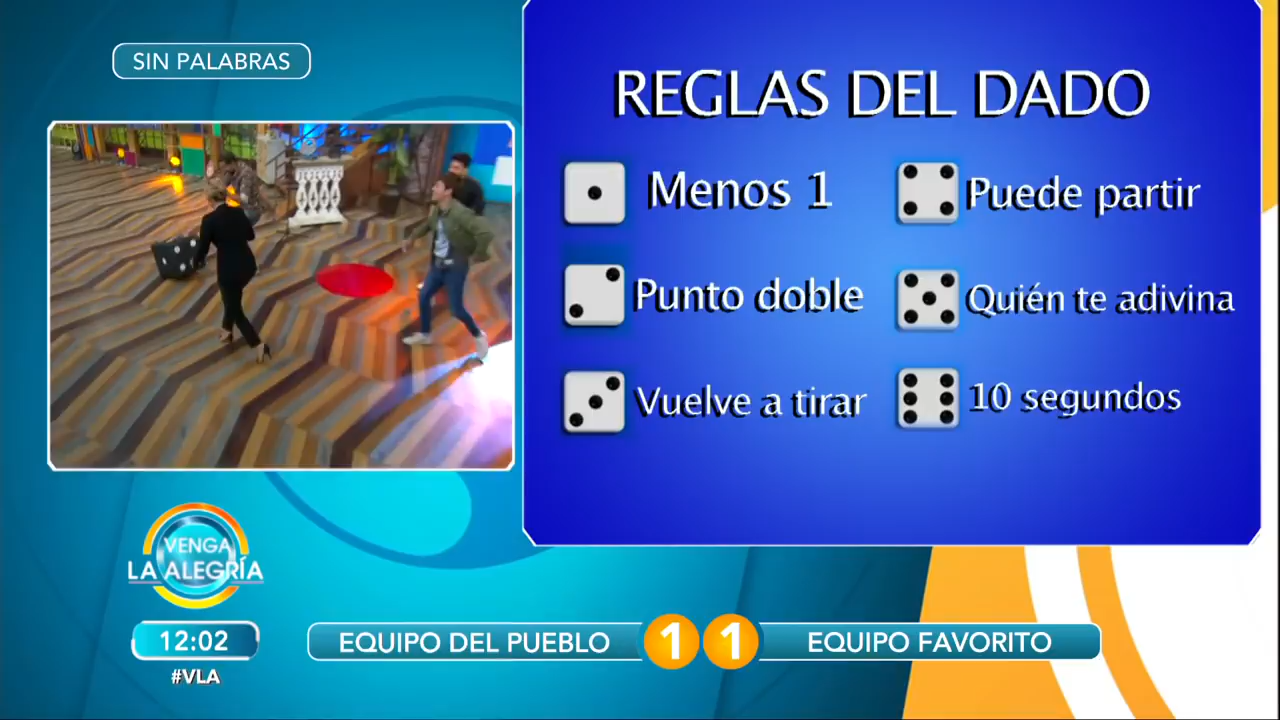 SIN PALABRAS
REGLAS DEL DADO
Menos 1
Puede partir
Punto doble
Quién te adivina
Vuelve a tirar
10 segundos
VENGA
LA ALEGRÍA
12:02
#VLA
EQUIPO DEL PUEBLO 1 1 EQUIPO FAVORITO